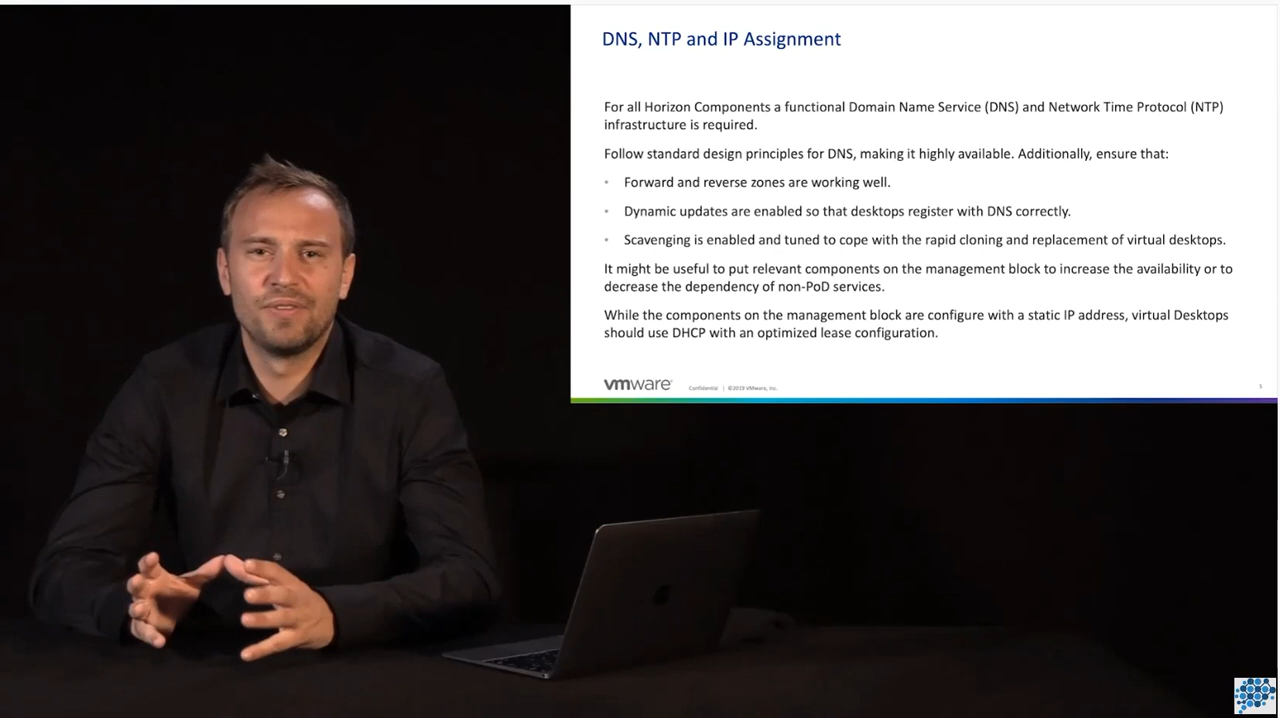 DNS, NTP and IP Assignment
For all Horizon Components a functional Domain Name Service (DNS) and Network Time Protocol (NTP)
infrastructure is required.
Follow standard design principles for DNS, making it highly available. Additionally, ensure that:
• Forward and reverse zones are working well.
• Dynamic updates are enabled so that desktops register with DNS correctly.
• Scavenging is enabled and tuned to cope with the rapid cloning and replacement of virtual desktops.
It might be useful to put relevant components on the management block to increase the availability or to
decrease the dependency of non-PoD services.
While the components on the management block are configure with a static IP address, virtual Desktops
should use DHCP with an optimized lease configuration.
vmware Confidential | ©2019 VMware, Inc. 5